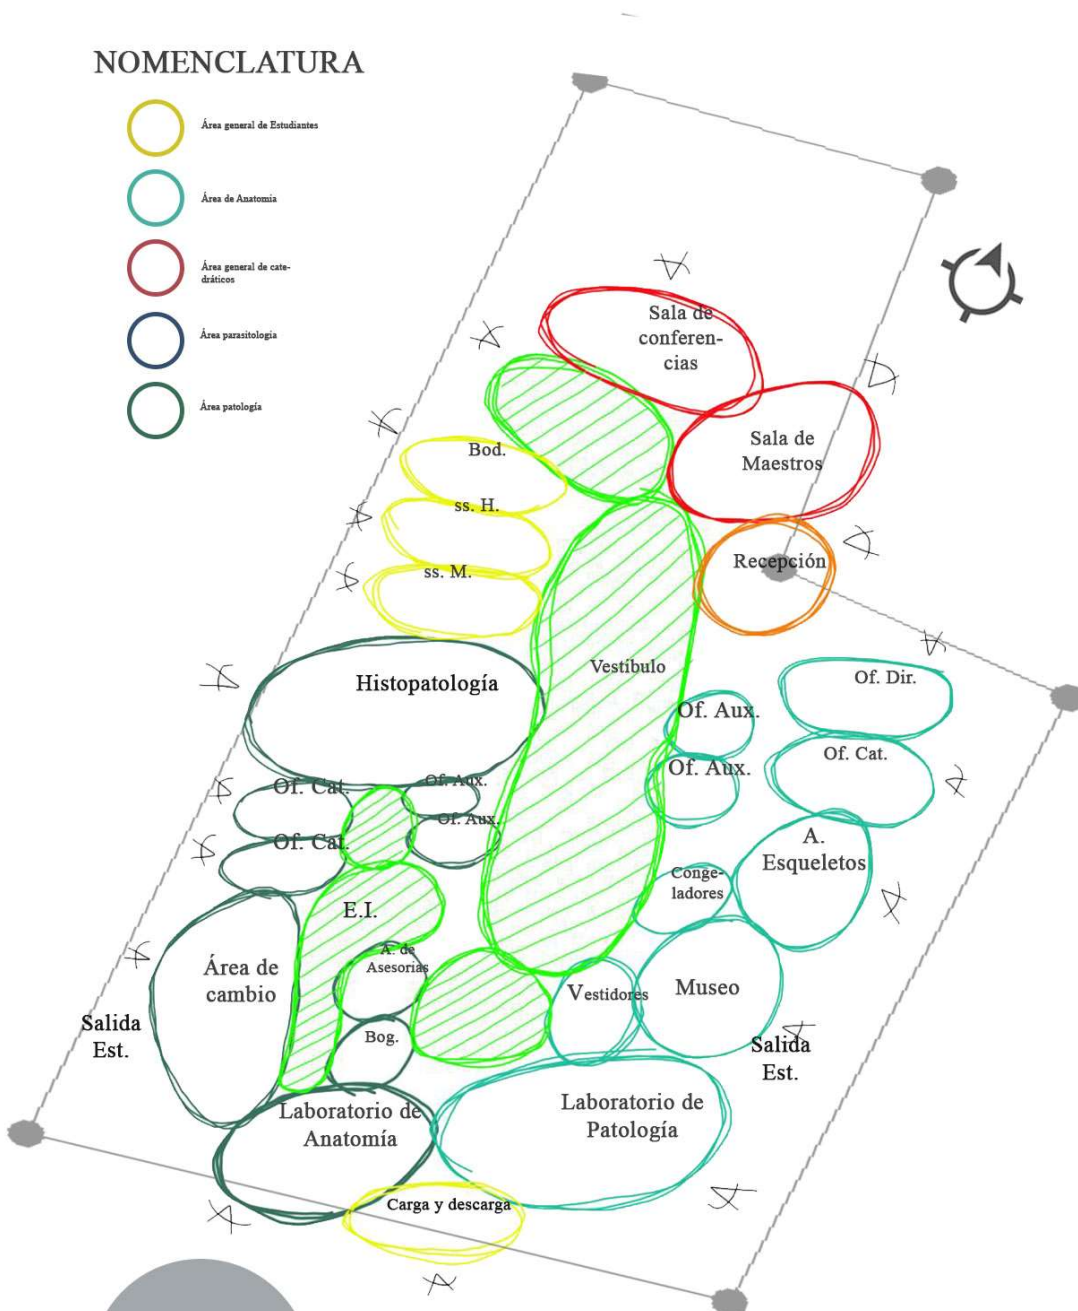 NOMENCLATURA
Área general de Estudiantes
Área de Anatomía
Área general de cate-
dráticos
Área parasitología
Área patología
Sala de
conferen-
cias
Sala de
Maestros
Bod.
ss. H.
ss. M.
Recepción
Vestíbulo
Histopatología
Of. Dir.
Of. Aux.
Of. Cat.
Of. Aux.
Of. Cat.
Of. Aux.
Of. Cat.
Of. Aux.
A.
Esqueletos
Conge-
ladores
E.I.
A. de
Asesorias
Área de
cambio
Vestidores
Museo
Salida
Est.
Bog.
Salida
Est.
Laboratorio de
Anatomía
Laboratorio de
Patología
Carga y descarga